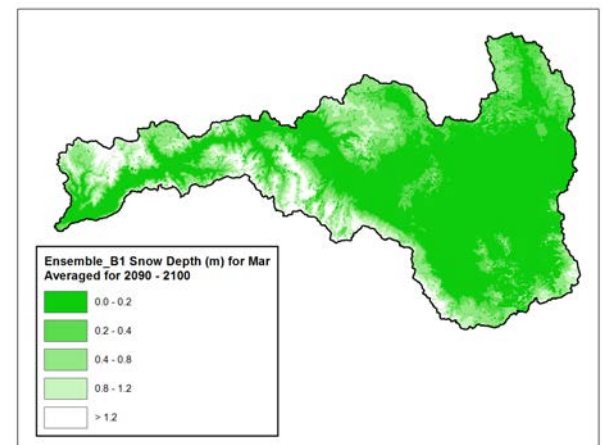 Ensemble_B1 Snow Depth (m) for Mar
Averaged for 2090 - 2100
0.0 - 0.2
0.2 - 0.4
0.4 - 0.8
0.8 - 1.2
> 1.2